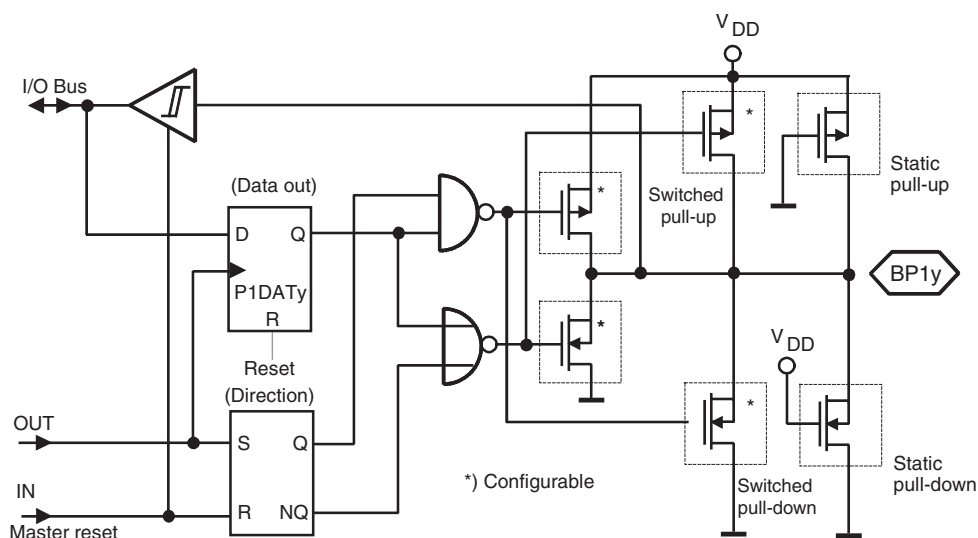 V DD
I/O Bus
*
*
Static
pull-up
(Data out)
Switched
pull-up
D
Q
P1DATy
R
BP1y
*
V DD
Reset
(Direction)
*
OUT
S
Q
*) Configurable
Static
pull-down
IN
Switched
pull-down
R
NQ
Master reset